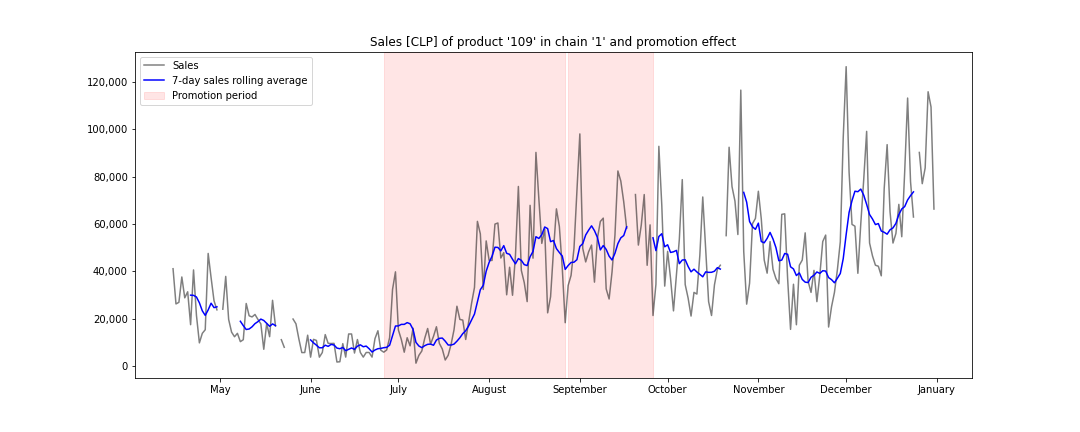 Sales [CLP] of product '109' in chain '1' and promotion effect
Sales
7-day sales rolling average
Promotion period
120,000
100,000
80,000
60,000
40,000
20,000
0
May June July August September October November December January